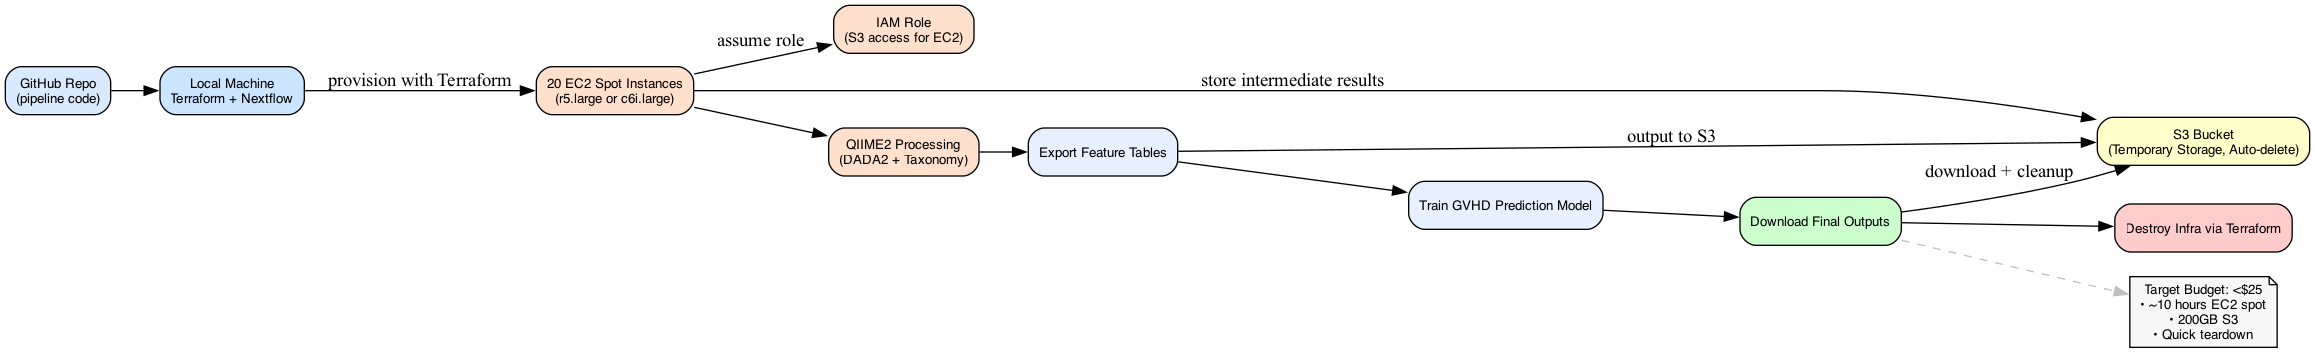 GitHub Repo
(pipeline code)
Local Machine
Terraform + Nextflow
provision with Terraform
20 EC2 Spot Instances
(r5.large or c6i.large)
assume role
IAM Role
(S3 access for EC2)
store intermediate results
QIIME2 Processing
(DADA2 + Taxonomy)
Export Feature Tables
output to S3
S3 Bucket
(Temporary Storage, Auto-delete)
Train GVHD Prediction Model
Download Final Outputs
download + cleanup
Destroy Infra via Terraform
Target Budget: <$25
• ~10 hours EC2 spot
• 200GB S3
• Quick teardown